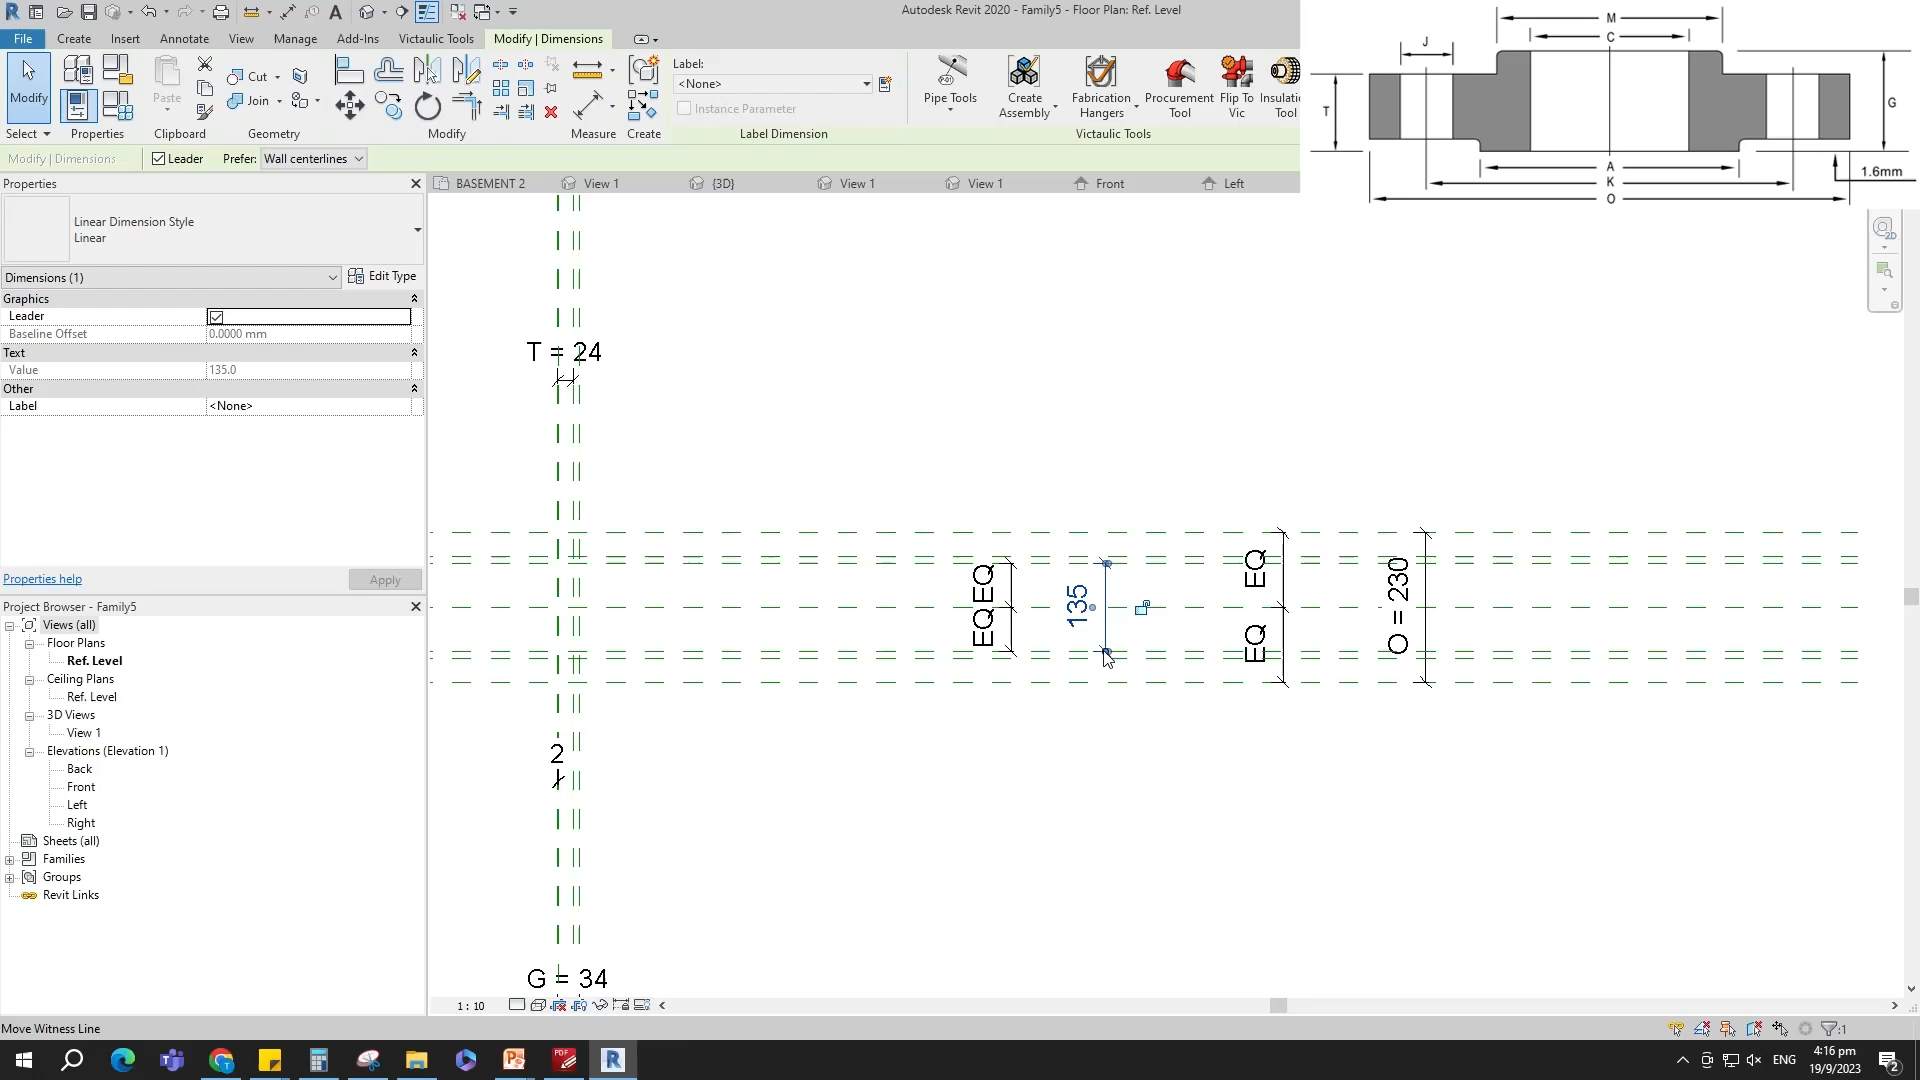 Autodesk Revit 2020 - Family5 - Floor Plan: Ref. Level
File Create Insert Annotate View Manage Add-Ins Victaulic Tools Modify | Dimensions
Modify
Paste
Cut
Join
Label:
<None>
Instance Parameter
Pipe Tools
Create Assembly
Fabrication Hangers
Procurement Tool
Flip To Vic
Insulatio Tool
Select Properties Clipboard Geometry Modify Measure Create Label Dimension Victaulic Tools
Modify | Dimensions
Leader Prefer: Wall centerlines
M
C
J
T
G
A
K
O
1.6mm
Properties
BASEMENT 2 View 1 {3D} View 1 View 1 Front Left
Linear Dimension Style
Linear
Dimensions (1) Edit Type
Graphics
Leader
Baseline Offset 0.0000 mm
Text
Value 135.0
Other
Label <None>
Properties help Apply
Project Browser - Family5
Views (all)
Floor Plans
Ref. Level
Ceiling Plans
Ref. Level
3D Views
View 1
Elevations (Elevation 1)
Back
Front
Left
Right
Sheets (all)
Families
Groups
Revit Links
T = 24
EQ EQ
135
EQ
EQ
O = 230
2
G = 34
1 : 10
Move Witness Line
:1
ENG
4:16 pm
19/9/2023
2